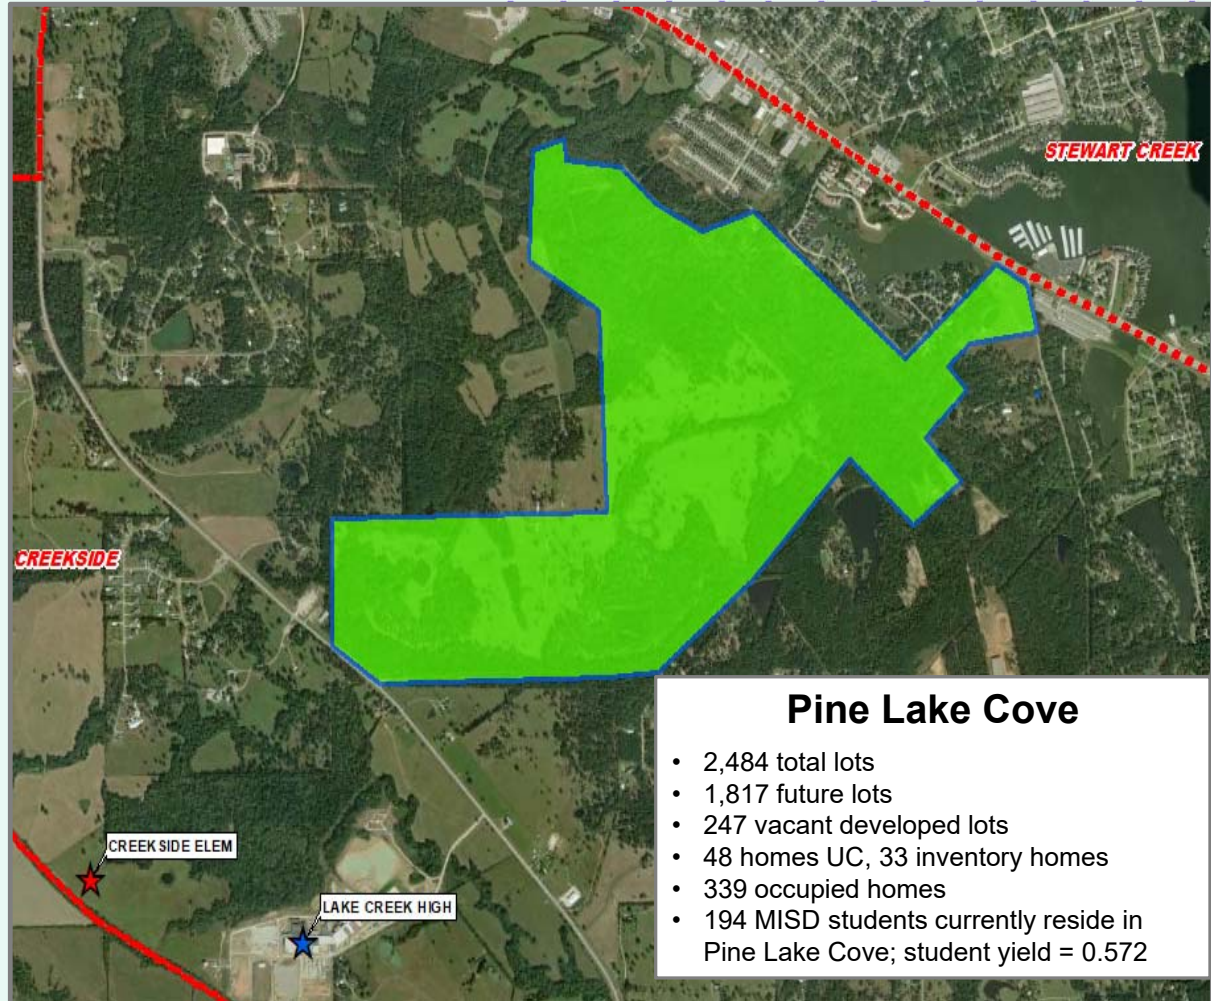 STEWART CREEK
CREEKSIDE
CREEKSIDE ELEM
LAKE CREEK HIGH
Pine Lake Cove
• 2,484 total lots
• 1,817 future lots
• 247 vacant developed lots
• 48 homes UC, 33 inventory homes
• 339 occupied homes
• 194 MISD students currently reside in
Pine Lake Cove; student yield = 0.572